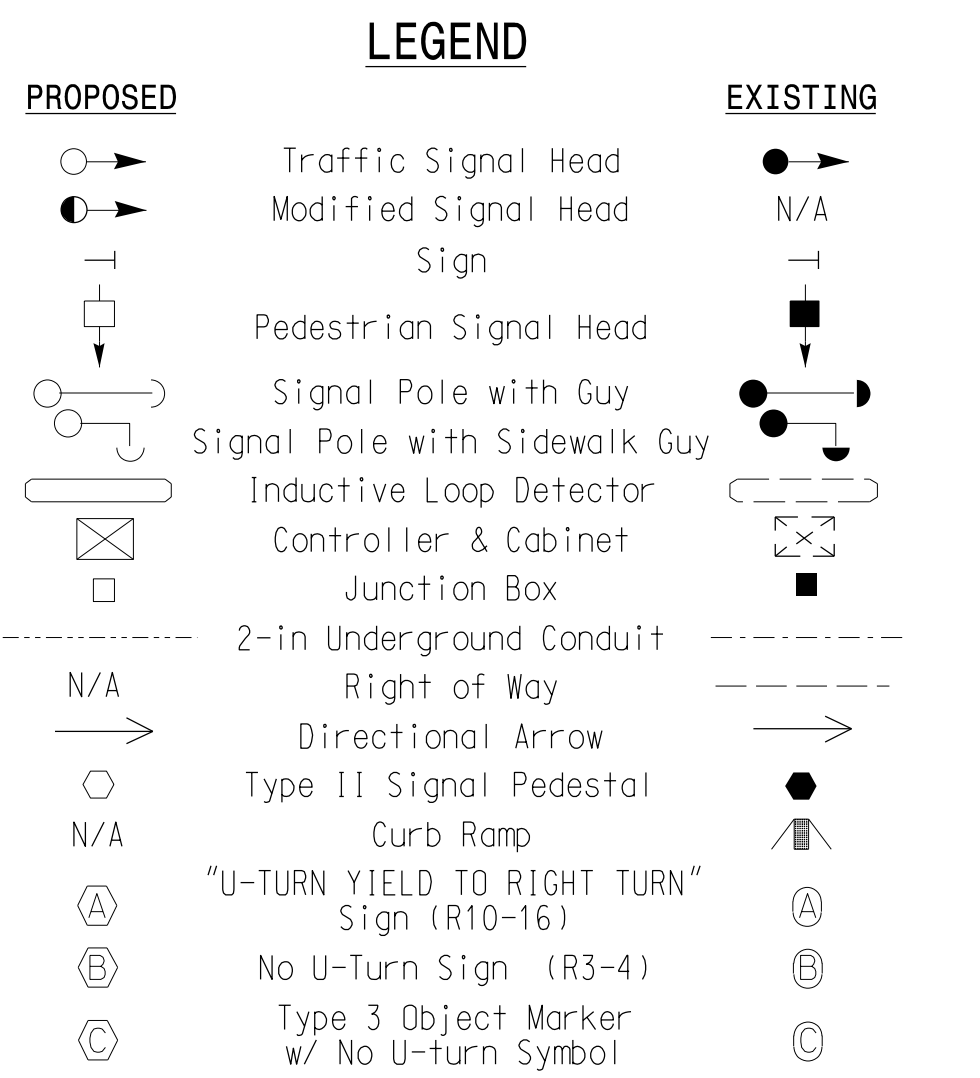 LEGEND
PROPOSED EXISTING
Traffic Signal Head
Modified Signal Head N/A
Sign
Pedestrian Signal Head
Signal Pole with Guy
Signal Pole with Sidewalk Guy
Inductive Loop Detector
Controller & Cabinet
Junction Box
2-in Underground Conduit
N/A Right of Way
Directional Arrow
Type II Signal Pedestal
N/A Curb Ramp
"U-TURN YIELD TO RIGHT TURN"
A Sign (R10-16) A
B No U-Turn Sign (R3-4) B
Type 3 Object Marker
C w/ No U-turn Symbol C